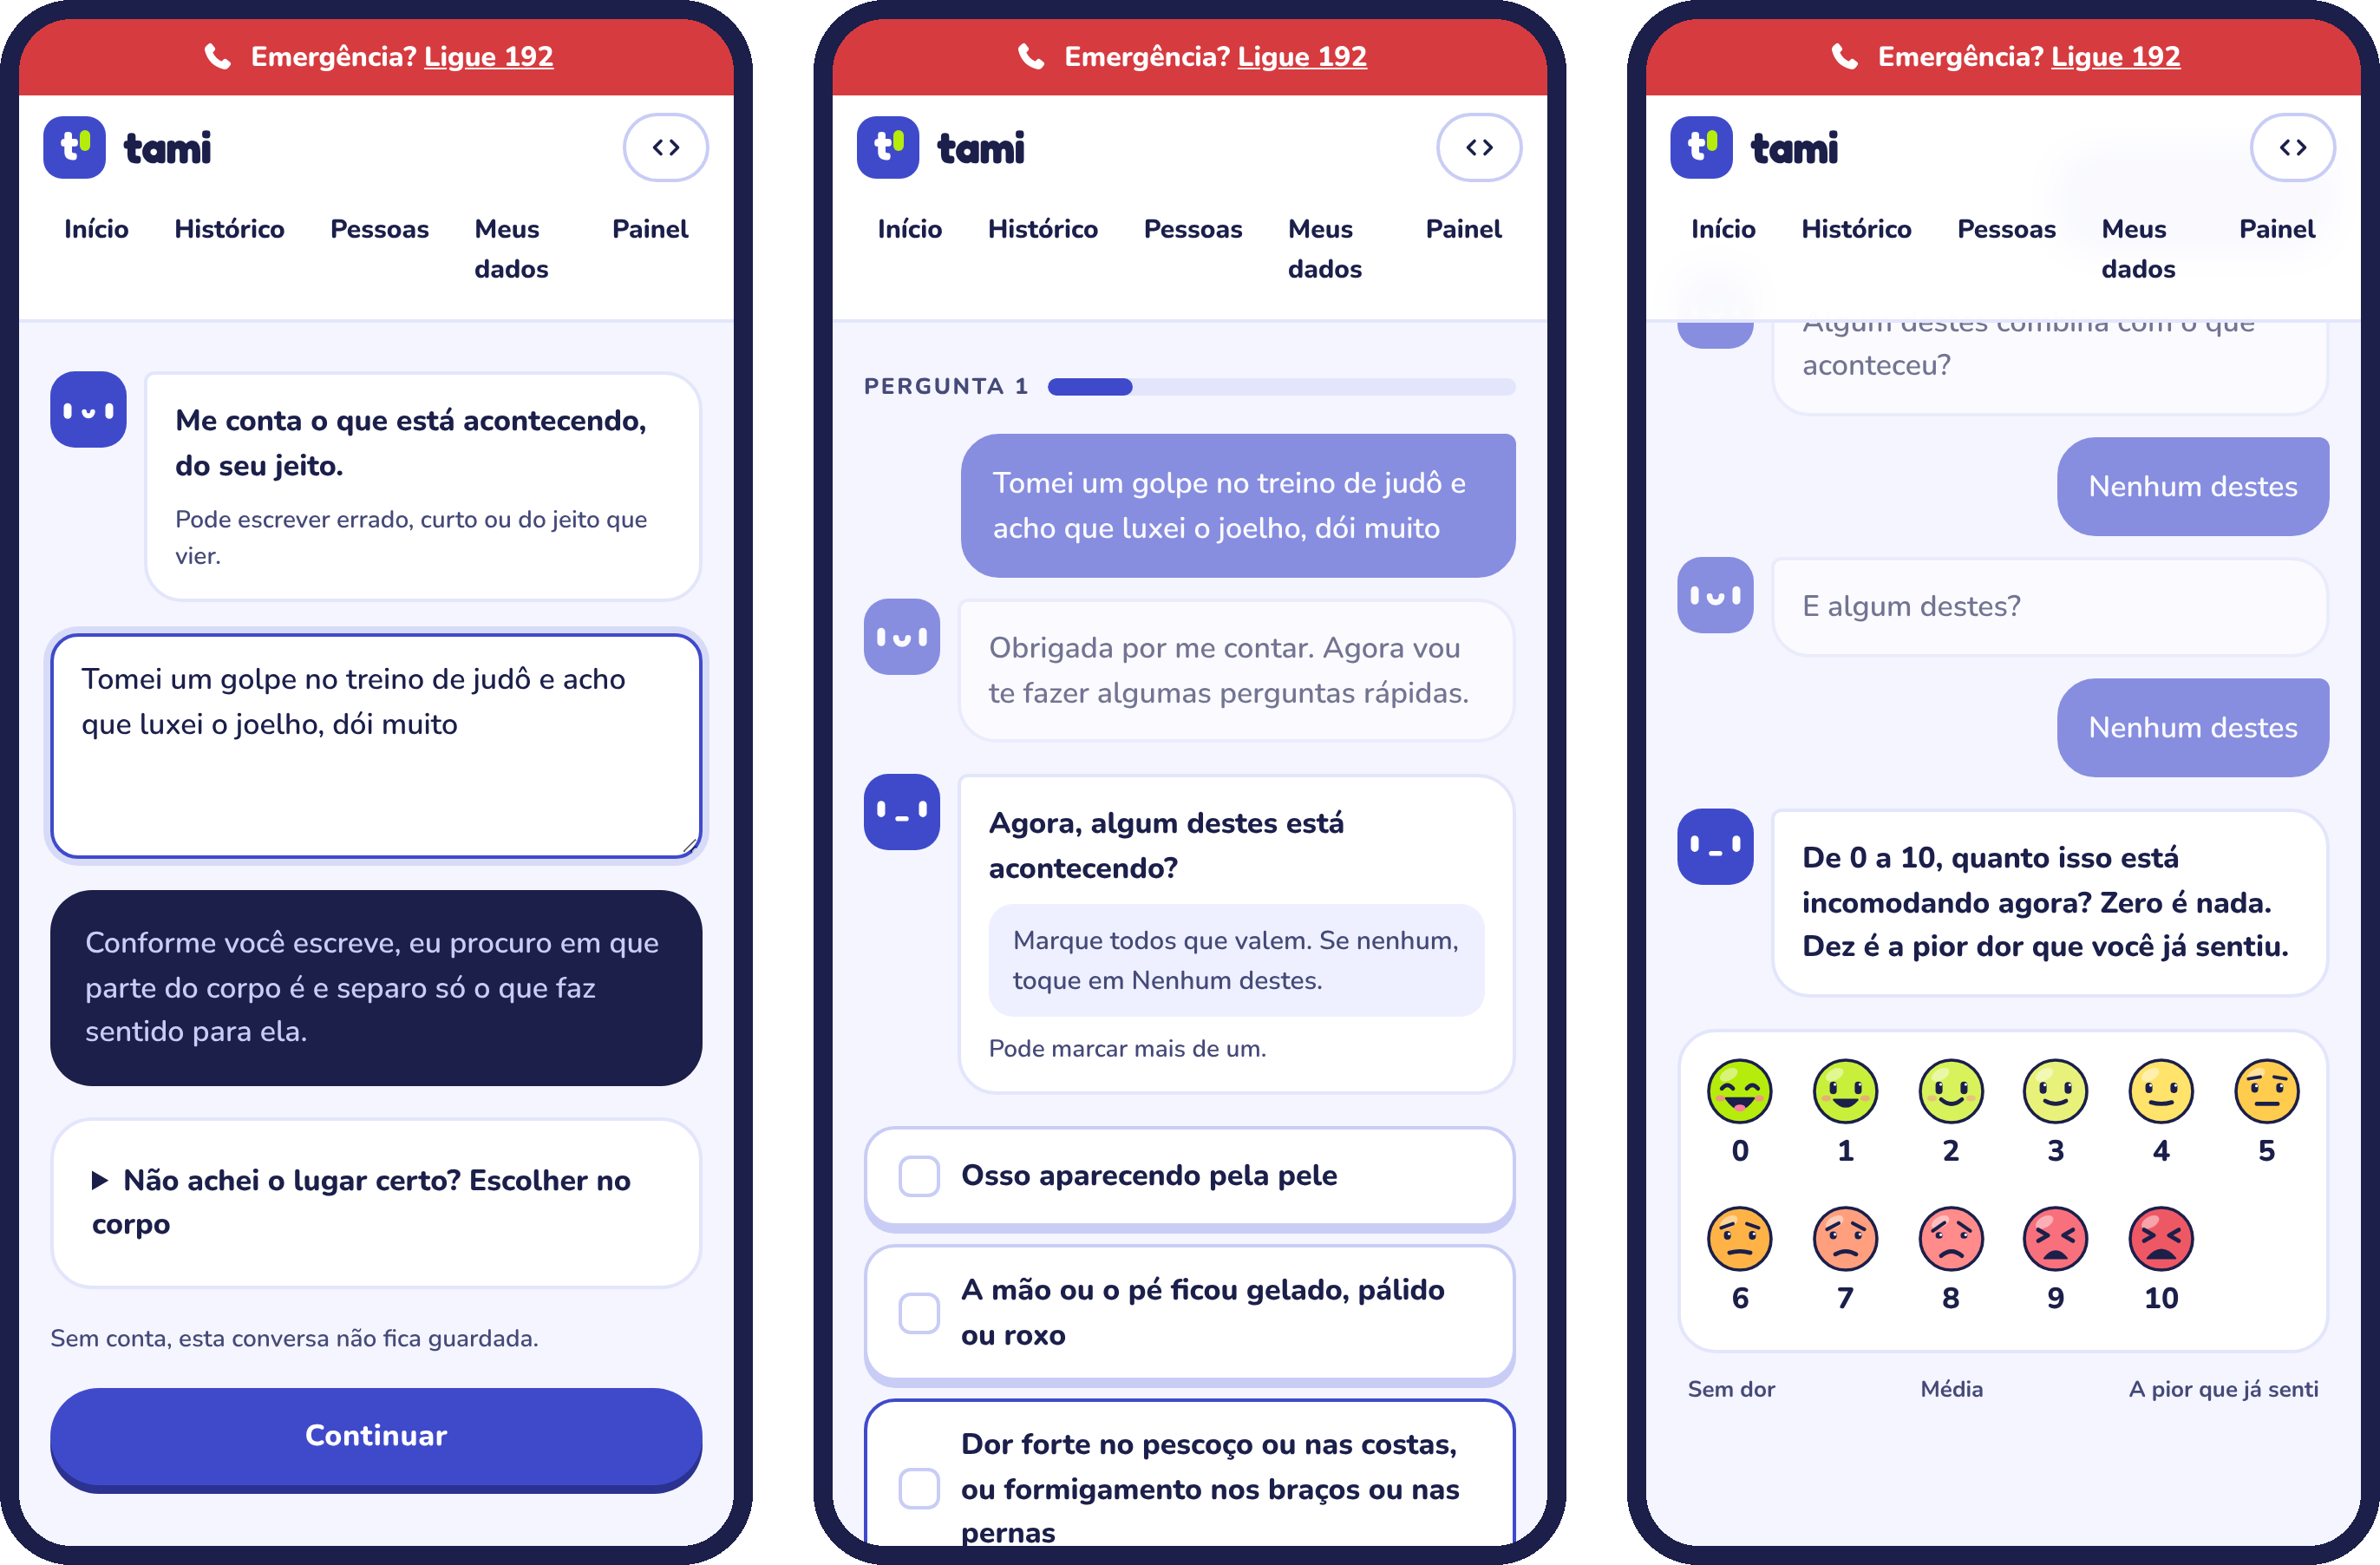 Emergência? Ligue 192
tami
Início Histórico Pessoas Meus dados Painel
Me conta o que está acontecendo,
do seu jeito.
Pode escrever errado, curto ou do jeito que
vier.
Tomei um golpe no treino de judô e acho
que luxei o joelho, dói muito
Conforme você escreve, eu procuro em que
parte do corpo é e separo só o que faz
sentido para ela.
Não achei o lugar certo? Escolher no
corpo
Sem conta, esta conversa não fica guardada.
Continuar
Emergência? Ligue 192
tami
Início Histórico Pessoas Meus dados Painel
PERGUNTA 1
Tomei um golpe no treino de judô e
acho que luxei o joelho, dói muito
Obrigada por me contar. Agora vou
te fazer algumas perguntas rápidas.
Agora, algum destes está
acontecendo?
Marque todos que valem. Se nenhum,
toque em Nenhum destes.
Pode marcar mais de um.
Osso aparecendo pela pele
A mão ou o pé ficou gelado, pálido
ou roxo
Dor forte no pescoço ou nas costas,
ou formigamento nos braços ou nas
pernas
Emergência? Ligue 192
tami
Início Histórico Pessoas Meus dados Painel
Algum destes combina com o que
aconteceu?
Nenhum destes
E algum destes?
Nenhum destes
De 0 a 10, quanto isso está
incomodando agora? Zero é nada.
Dez é a pior dor que você já sentiu.
0 1 2 3 4 5
6 7 8 9 10
Sem dor Média A pior que já senti